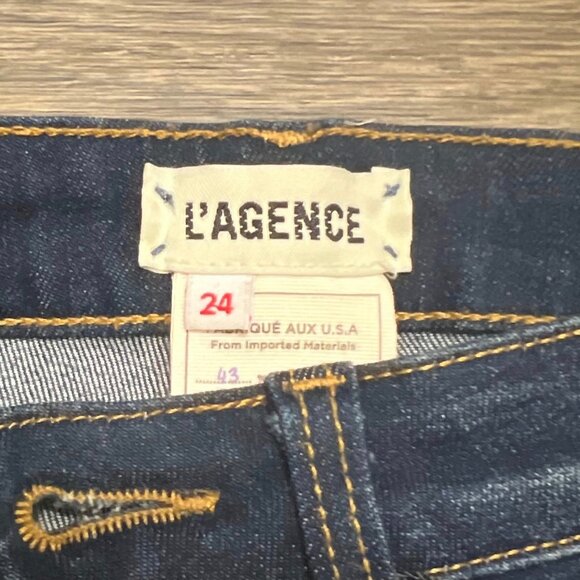 L'AGENCE
24
FABRIQUÉ AUX U.S.A
From Imported Materials
43